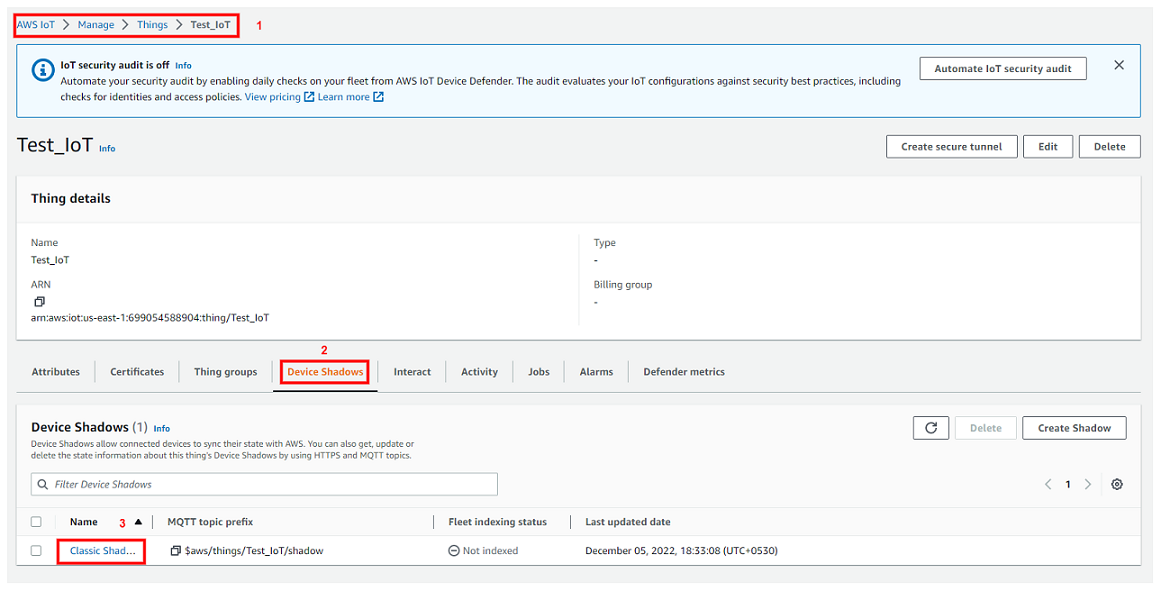 AWS IoT > Manage > Things > Test_IoT 1
IoT security audit is off Info
Automate your security audit by enabling daily checks on your fleet from AWS IoT Device Defender. The audit evaluates your IoT configurations against security best practices, including
checks for identities and access policies. View pricing Learn more
Automate IoT security audit
Test_IoT Info
Create secure tunnel Edit Delete
Thing details
Name
Test_IoT
ARN
arn:aws:iot:us-east-1:699054588904:thing/Test_IoT
Type
-
Billing group
-
2
Attributes Certificates Thing groups Device Shadows Interact Activity Jobs Alarms Defender metrics
Device Shadows (1) Info
Device Shadows allow connected devices to sync their state with AWS. You can also get, update or
delete the state information about this thing's Device Shadows by using HTTPS and MQTT topics.
Delete Create Shadow
Filter Device Shadows
1
Name 3 MQTT topic prefix Fleet indexing status Last updated date
Classic Shad... $aws/things/Test_IoT/shadow Not indexed December 05, 2022, 18:33:08 (UTC+0530)